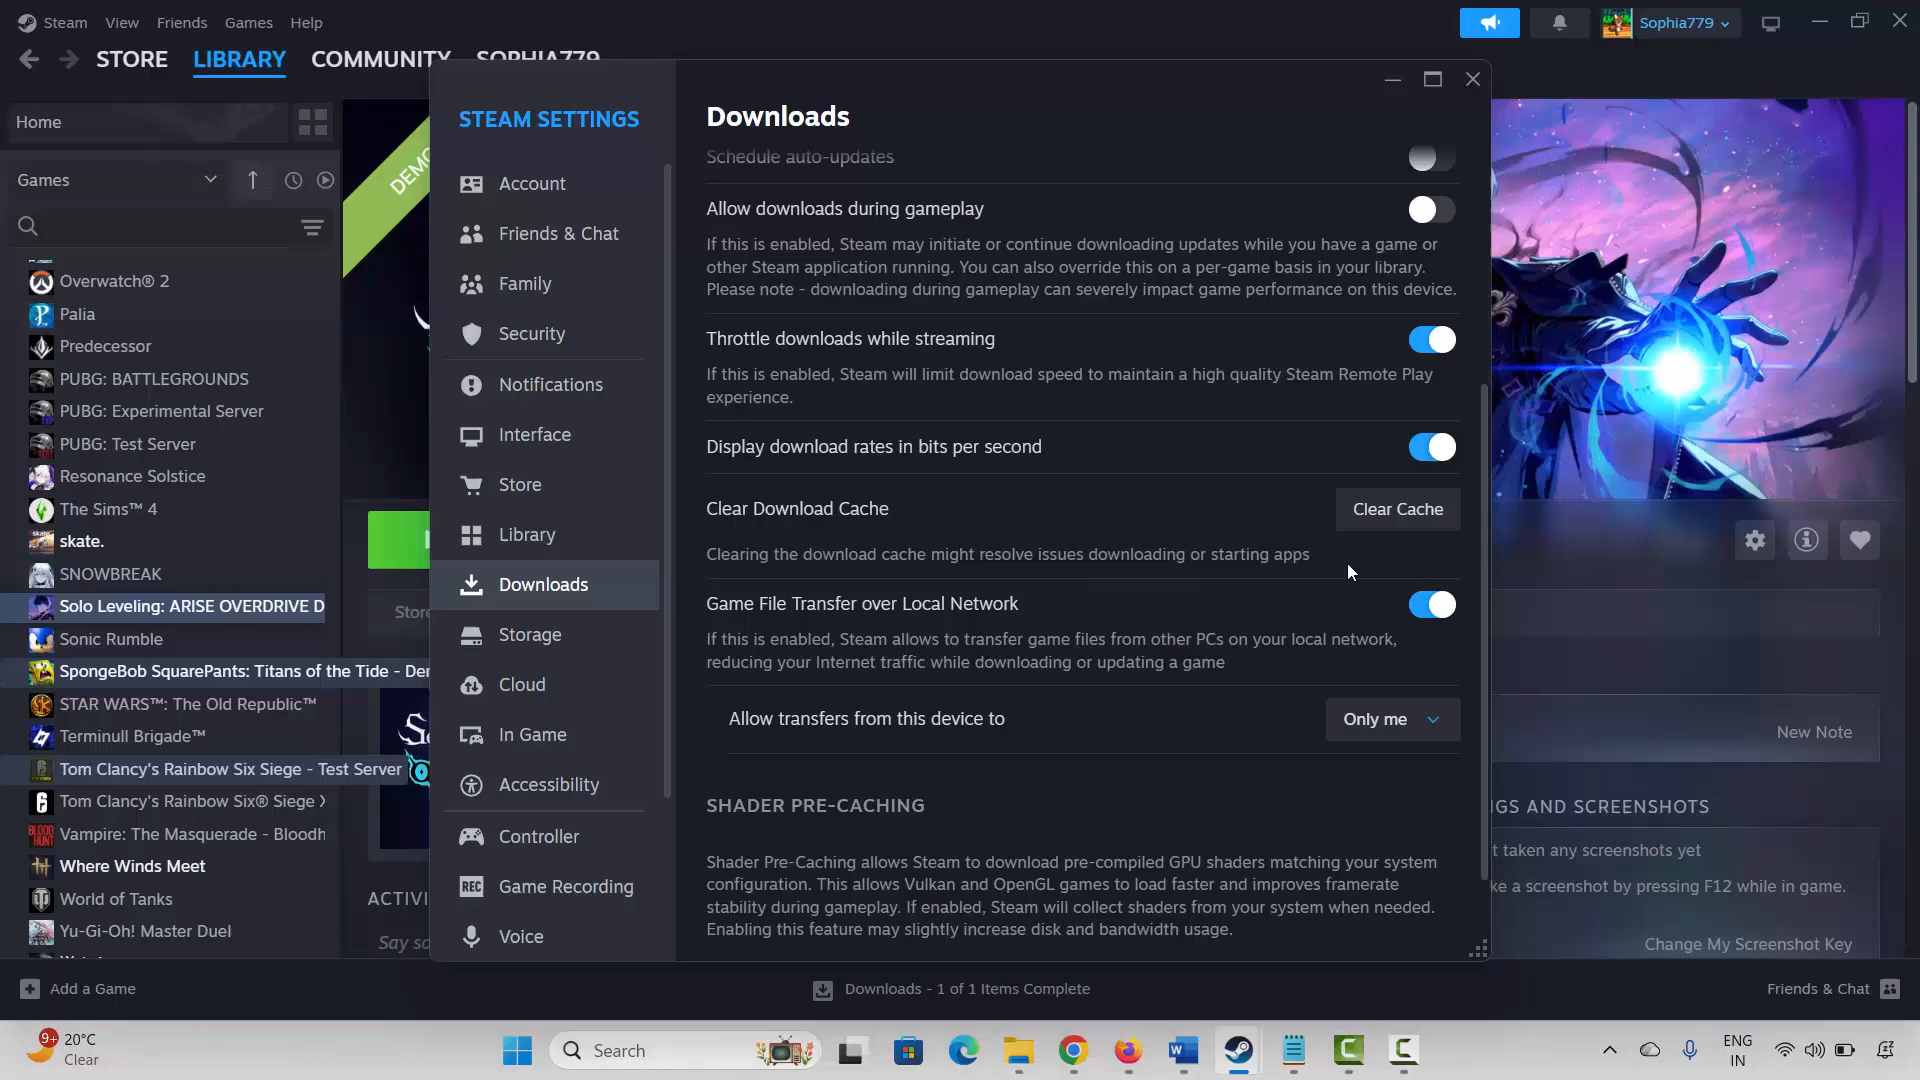 Steam View Friends Games Help
Sophia779
STORE LIBRARY COMMUNITY SOPHIA779
Home
Games
DEMO
Overwatch® 2
Palia
Predecessor
PUBG: BATTLEGROUNDS
PUBG: Experimental Server
PUBG: Test Server
Resonance Solstice
The Sims™ 4
skate.
SNOWBREAK
Solo Leveling: ARISE OVERDRIVE D
Sonic Rumble
SpongeBob SquarePants: Titans of the Tide - Der
STAR WARS™: The Old Republic™
Terminull Brigade™
Tom Clancy's Rainbow Six Siege - Test Server
Tom Clancy's Rainbow Six® Siege X
Vampire: The Masquerade - Bloodh
Where Winds Meet
World of Tanks
Yu-Gi-Oh! Master Duel
Store
ACTIVI
Say so
STEAM SETTINGS
Account
Friends & Chat
Family
Security
Notifications
Interface
Store
Library
Downloads
Storage
Cloud
In Game
Accessibility
Controller
REC Game Recording
Voice
Downloads
Schedule auto-updates
Allow downloads during gameplay
If this is enabled, Steam may initiate or continue downloading updates while you have a game or
other Steam application running. You can also override this on a per-game basis in your library.
Please note - downloading during gameplay can severely impact game performance on this device.
Throttle downloads while streaming
If this is enabled, Steam will limit download speed to maintain a high quality Steam Remote Play
experience.
Display download rates in bits per second
Clear Download Cache Clear Cache
Clearing the download cache might resolve issues downloading or starting apps
Game File Transfer over Local Network
If this is enabled, Steam allows to transfer game files from other PCs on your local network,
reducing your Internet traffic while downloading or updating a game
Allow transfers from this device to Only me
SHADER PRE-CACHING
Shader Pre-Caching allows Steam to download pre-compiled GPU shaders matching your system
configuration. This allows Vulkan and OpenGL games to load faster and improves framerate
stability during gameplay. If enabled, Steam will collect shaders from your system when needed.
Enabling this feature may slightly increase disk and bandwidth usage.
New Note
GS AND SCREENSHOTS
t taken any screenshots yet
ke a screenshot by pressing F12 while in game.
Change My Screenshot Key
Add a Game
Downloads - 1 of 1 Items Complete
Friends & Chat
9+ 20°C
Clear
Search
ENG
IN